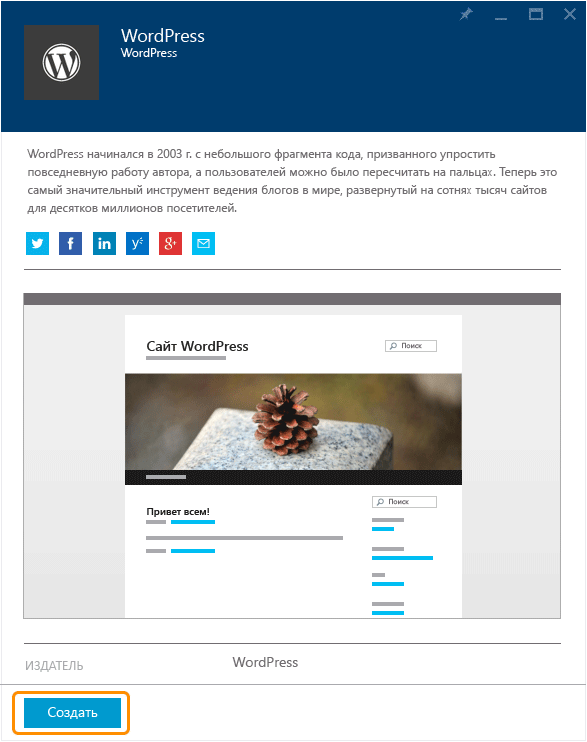 WordPress
WordPress
WordPress начинался в 2003 г. с небольшого фрагмента кода, призванного упростить
повседневную работу автора, а пользователей можно было пересчитать на пальцах. Теперь это
самый значительный инструмент ведения блогов в мире, развернутый на сотнях тысяч сайтов
для десятков миллионов посетителей.
Сайт WordPress
Поиск
Поиск
Привет всем!
ИЗДАТЕЛЬ
WordPress
Создать